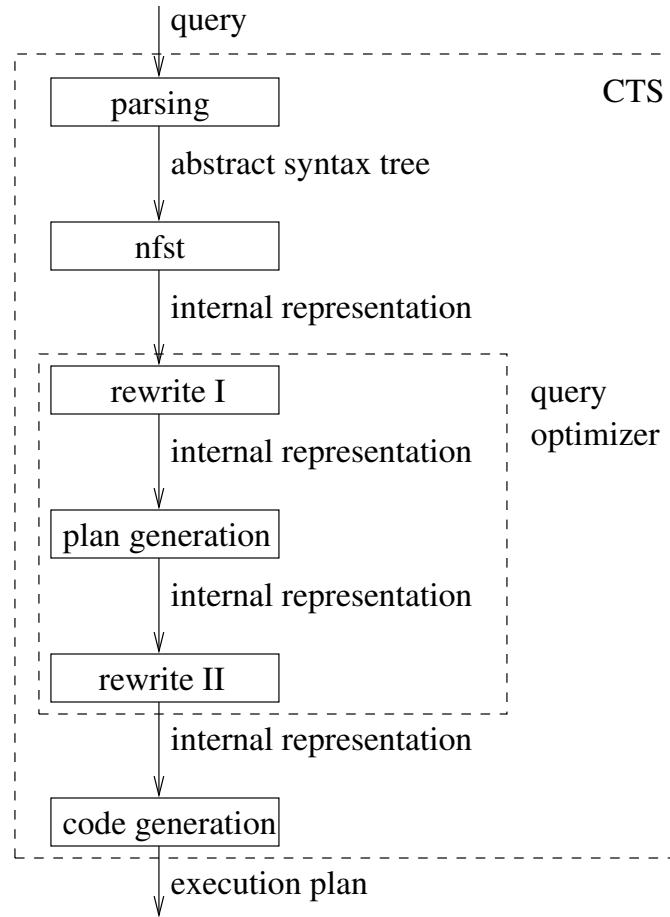 query
CTS
parsing
abstract syntax tree
nfst
internal representation
rewrite I
query
optimizer
internal representation
plan generation
internal representation
rewrite II
internal representation
code generation
execution plan